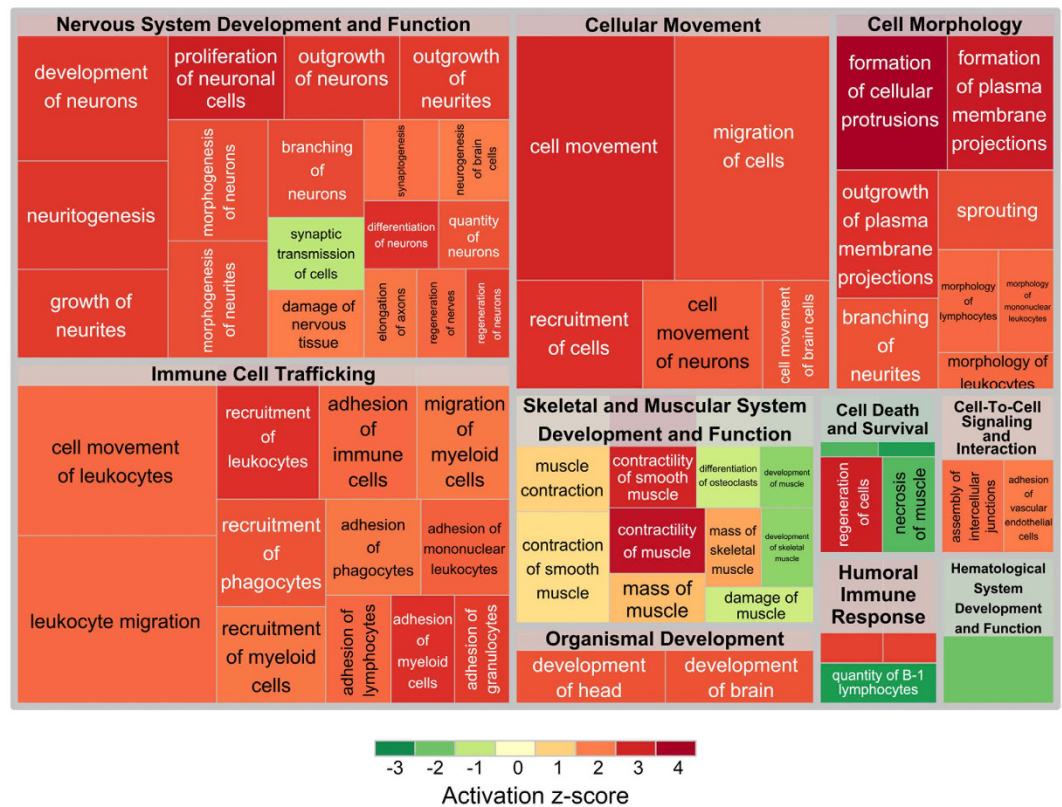 Nervous System Development and Function
development
of neurons
proliferation
of neuronal
cells
outgrowth
of neurons
outgrowth
of
neurites
neuritogenesis
morphogenesis
of neurons
branching
of
neurons
synaptogenesis
neurogenesis
of brain
cells
synaptic
transmission
of cells
differentiation
of neurons
quantity
of
neurons
growth of
neurites
morphogenesis
of neurites
damage of
nervous
tissue
elongation
of axons
regeneration
of nerves
regeneration
of neurons
Cellular Movement
cell movement
migration
of cells
recruitment
of cells
cell
movement
of neurons
cell movement
of brain cells
Cell Morphology
formation
of cellular
protrusions
formation
of plasma
membrane
projections
outgrowth
of plasma
membrane
projections
sprouting
morphology
of
lymphocytes
morphology
of
mononuclear
leukocytes
branching
of
neurites
morphology of
leukocytes
Immune Cell Trafficking
cell movement
of leukocytes
recruitment
of
leukocytes
adhesion
of
immune
cells
migration
of
myeloid
cells
leukocyte migration
recruitment
of
phagocytes
adhesion
of
phagocytes
adhesion of
mononuclear
leukocytes
recruitment
of myeloid
cells
adhesion of
lymphocytes
adhesion
of
myeloid
cells
adhesion of
granulocytes
Skeletal and Muscular System
Development and Function
muscle
contraction
contractility
of smooth
muscle
differentiation
of osteoclasts
development
of muscle
contraction
of smooth
muscle
contractility
of muscle
mass of
skeletal
muscle
development
of skeletal
muscle
mass of
muscle
damage of
muscle
Organismal Development
development
of head
development
of brain
Cell Death
and Survival
regeneration
of cells
necrosis
of muscle
Cell-To-Cell
Signaling
and
Interaction
assembly of
intercellular
junctions
adhesion
of
vascular
endothelial
cells
Humoral
Immune
Response
quantity of B-1
lymphocytes
Hematological
System
Development
and Function
-3 -2 -1 0 1 2 3 4
Activation z-score